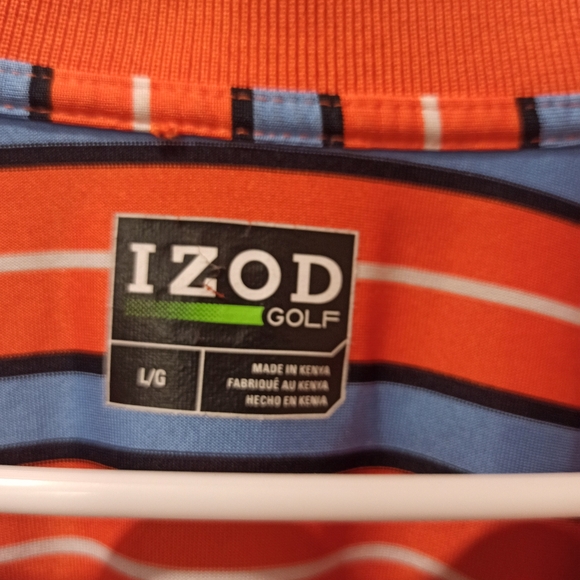 IZOD
GOLF
L/G
MADE IN KENYA
FABRIQUÉ AU KENYA
HECHO EN KENIA